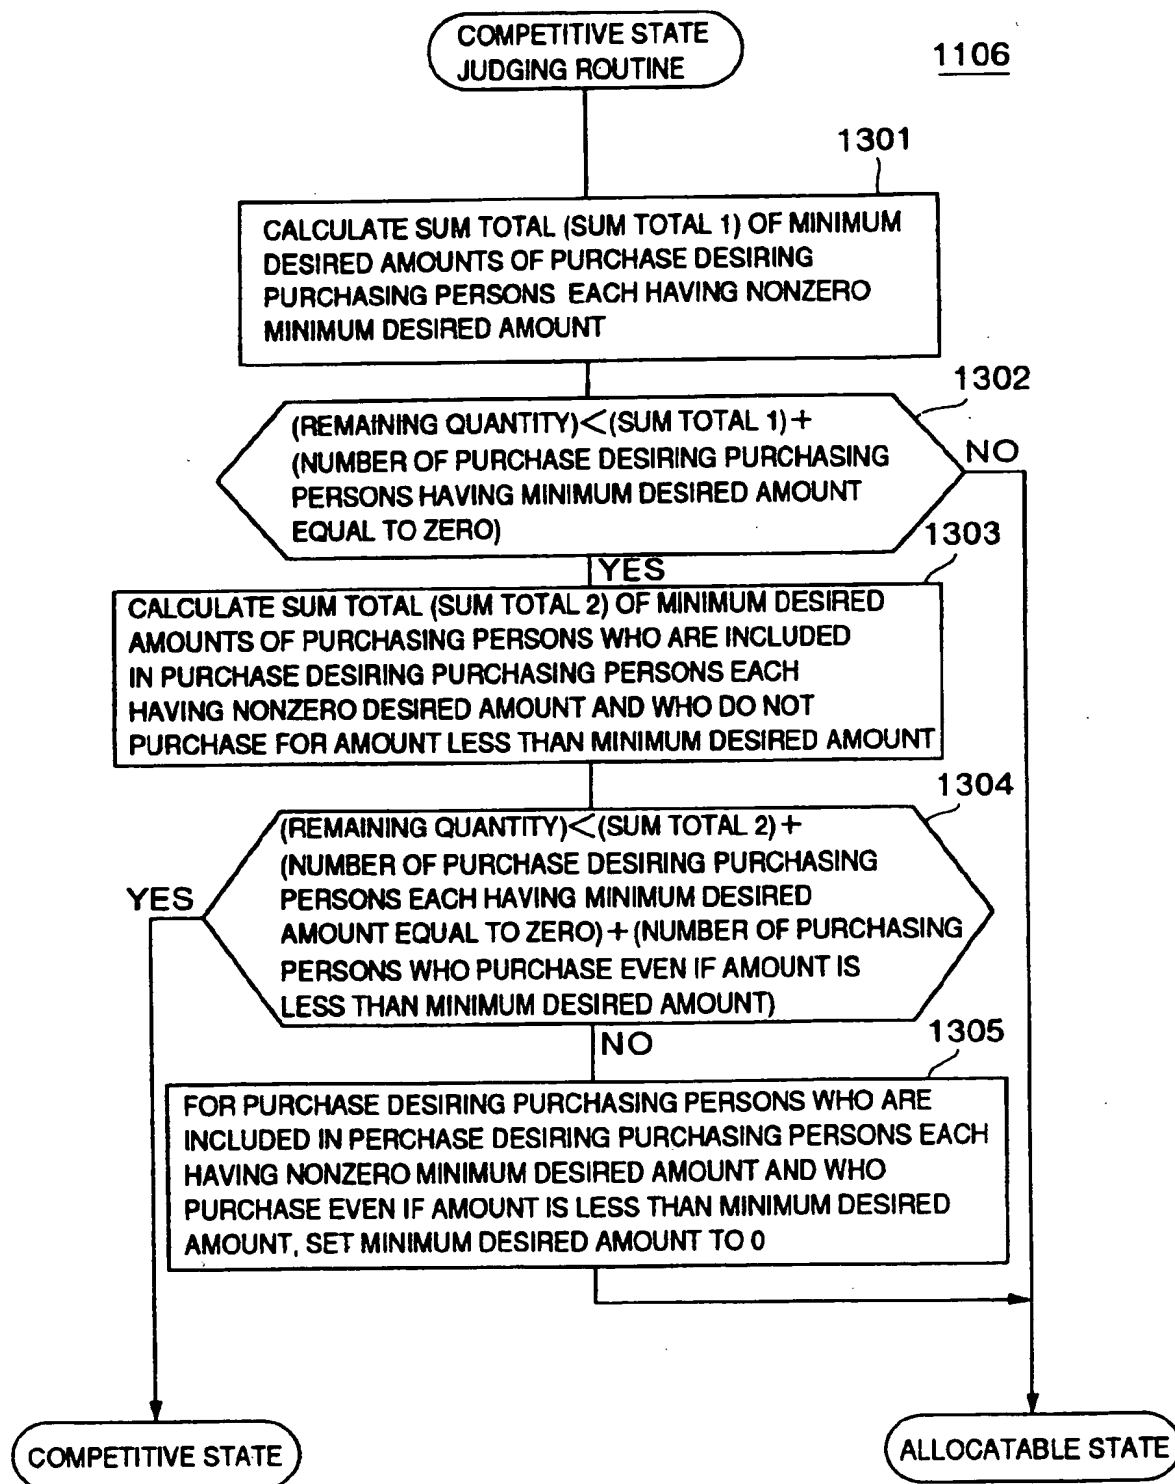 COMPETITIVE STATE
JUDGING ROUTINE
1106
1301
CALCULATE SUM TOTAL (SUM TOTAL 1) OF MINIMUM
DESIRED AMOUNTS OF PURCHASE DESIRING
PURCHASING PERSONS EACH HAVING NONZERO
MINIMUM DESIRED AMOUNT
1302
(REMAINING QUANTITY)<(SUM TOTAL 1)+
(NUMBER OF PURCHASE DESIRING PURCHASING
PERSONS HAVING MINIMUM DESIRED AMOUNT
EQUAL TO ZERO)
NO
YES
1303
CALCULATE SUM TOTAL (SUM TOTAL 2) OF MINIMUM DESIRED
AMOUNTS OF PURCHASING PERSONS WHO ARE INCLUDED
IN PURCHASE DESIRING PURCHASING PERSONS EACH
HAVING NONZERO DESIRED AMOUNT AND WHO DO NOT
PURCHASE FOR AMOUNT LESS THAN MINIMUM DESIRED AMOUNT
1304
(REMAINING QUANTITY)<(SUM TOTAL 2)+
(NUMBER OF PURCHASE DESIRING PURCHASING
PERSONS EACH HAVING MINIMUM DESIRED
AMOUNT EQUAL TO ZERO)+(NUMBER OF PURCHASING
PERSONS WHO PURCHASE EVEN IF AMOUNT IS
LESS THAN MINIMUM DESIRED AMOUNT)
YES
NO
1305
FOR PURCHASE DESIRING PURCHASING PERSONS WHO ARE
INCLUDED IN PERCHASE DESIRING PURCHASING PERSONS EACH
HAVING NONZERO MINIMUM DESIRED AMOUNT AND WHO
PURCHASE EVEN IF AMOUNT IS LESS THAN MINIMUM DESIRED
AMOUNT, SET MINIMUM DESIRED AMOUNT TO 0
COMPETITIVE STATE
ALLOCATABLE STATE